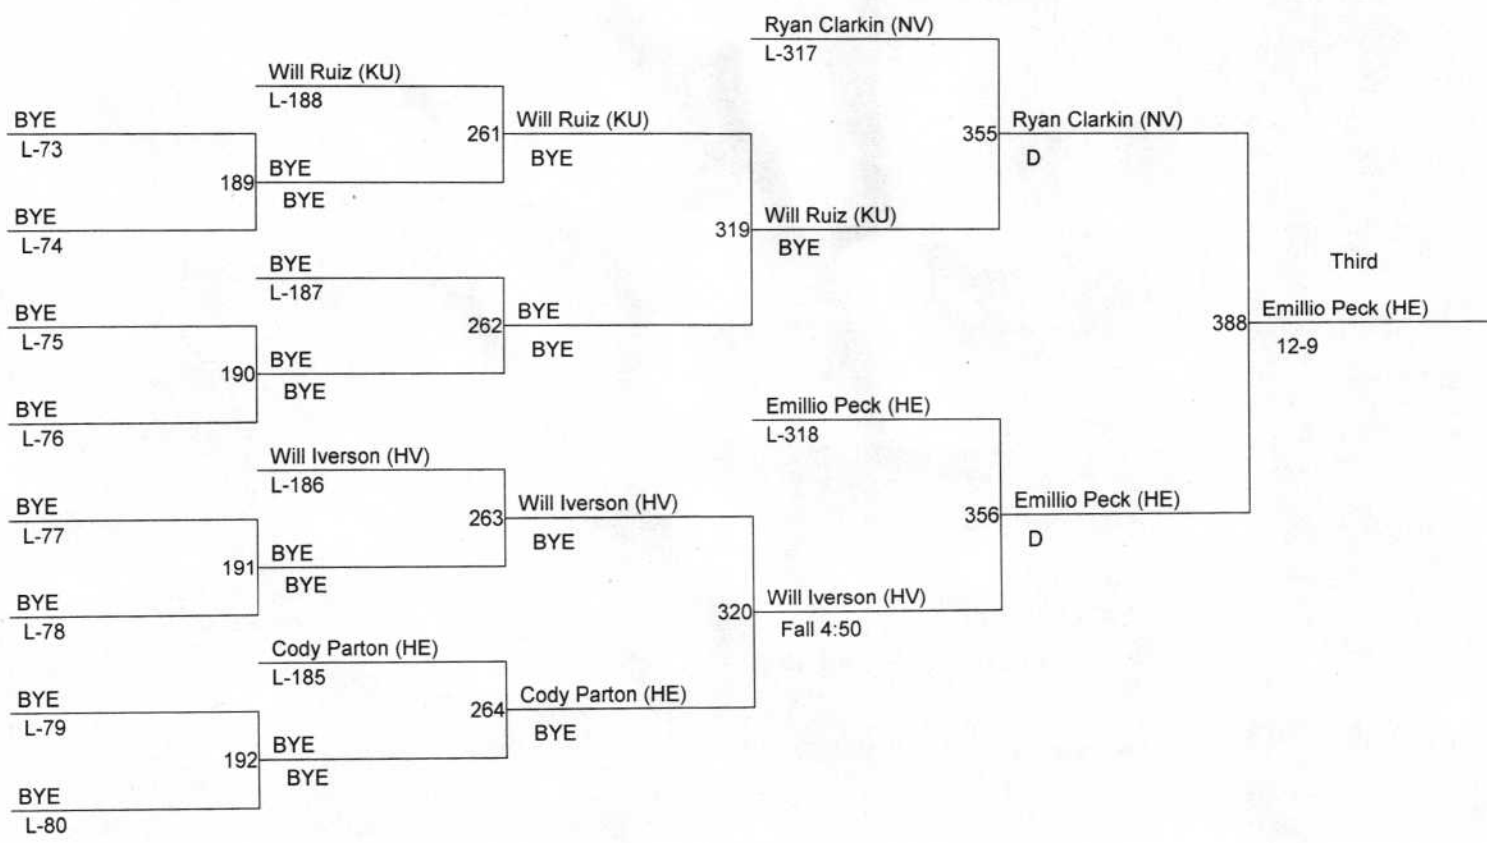 Ryan Clarkin (NV)
L-317
Will Ruiz (KU)
L-188
BYE
L-73
261
Will Ruiz (KU)
BYE
355
Ryan Clarkin (NV)
D
189
BYE
BYE
BYE
L-74
319
Will Ruiz (KU)
BYE
BYE
L-187
Third
BYE
L-75
262
BYE
BYE
388
Emillio Peck (HE)
12-9
190
BYE
BYE
BYE
L-76
Emillio Peck (HE)
L-318
Will Iverson (HV)
L-186
BYE
L-77
263
Will Iverson (HV)
BYE
356
Emillio Peck (HE)
D
191
BYE
BYE
BYE
L-78
320
Will Iverson (HV)
Fall 4:50
Cody Parton (HE)
L-185
BYE
L-79
264
Cody Parton (HE)
BYE
192
BYE
BYE
BYE
L-80